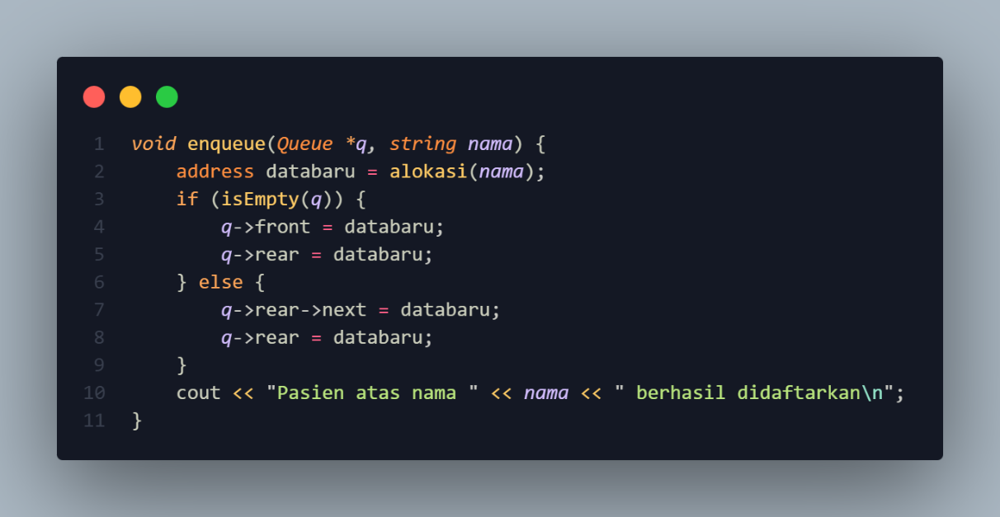 1 void enqueue(Queue *q, string nama) {
2     address databaru = alokasi(nama);
3     if (isEmpty(q)) {
4         q->front = databaru;
5         q->rear = databaru;
6     } else {
7         q->rear->next = databaru;
8         q->rear = databaru;
9     }
10     cout << "Pasien atas nama " << nama << " berhasil didaftarkan\n";
11 }